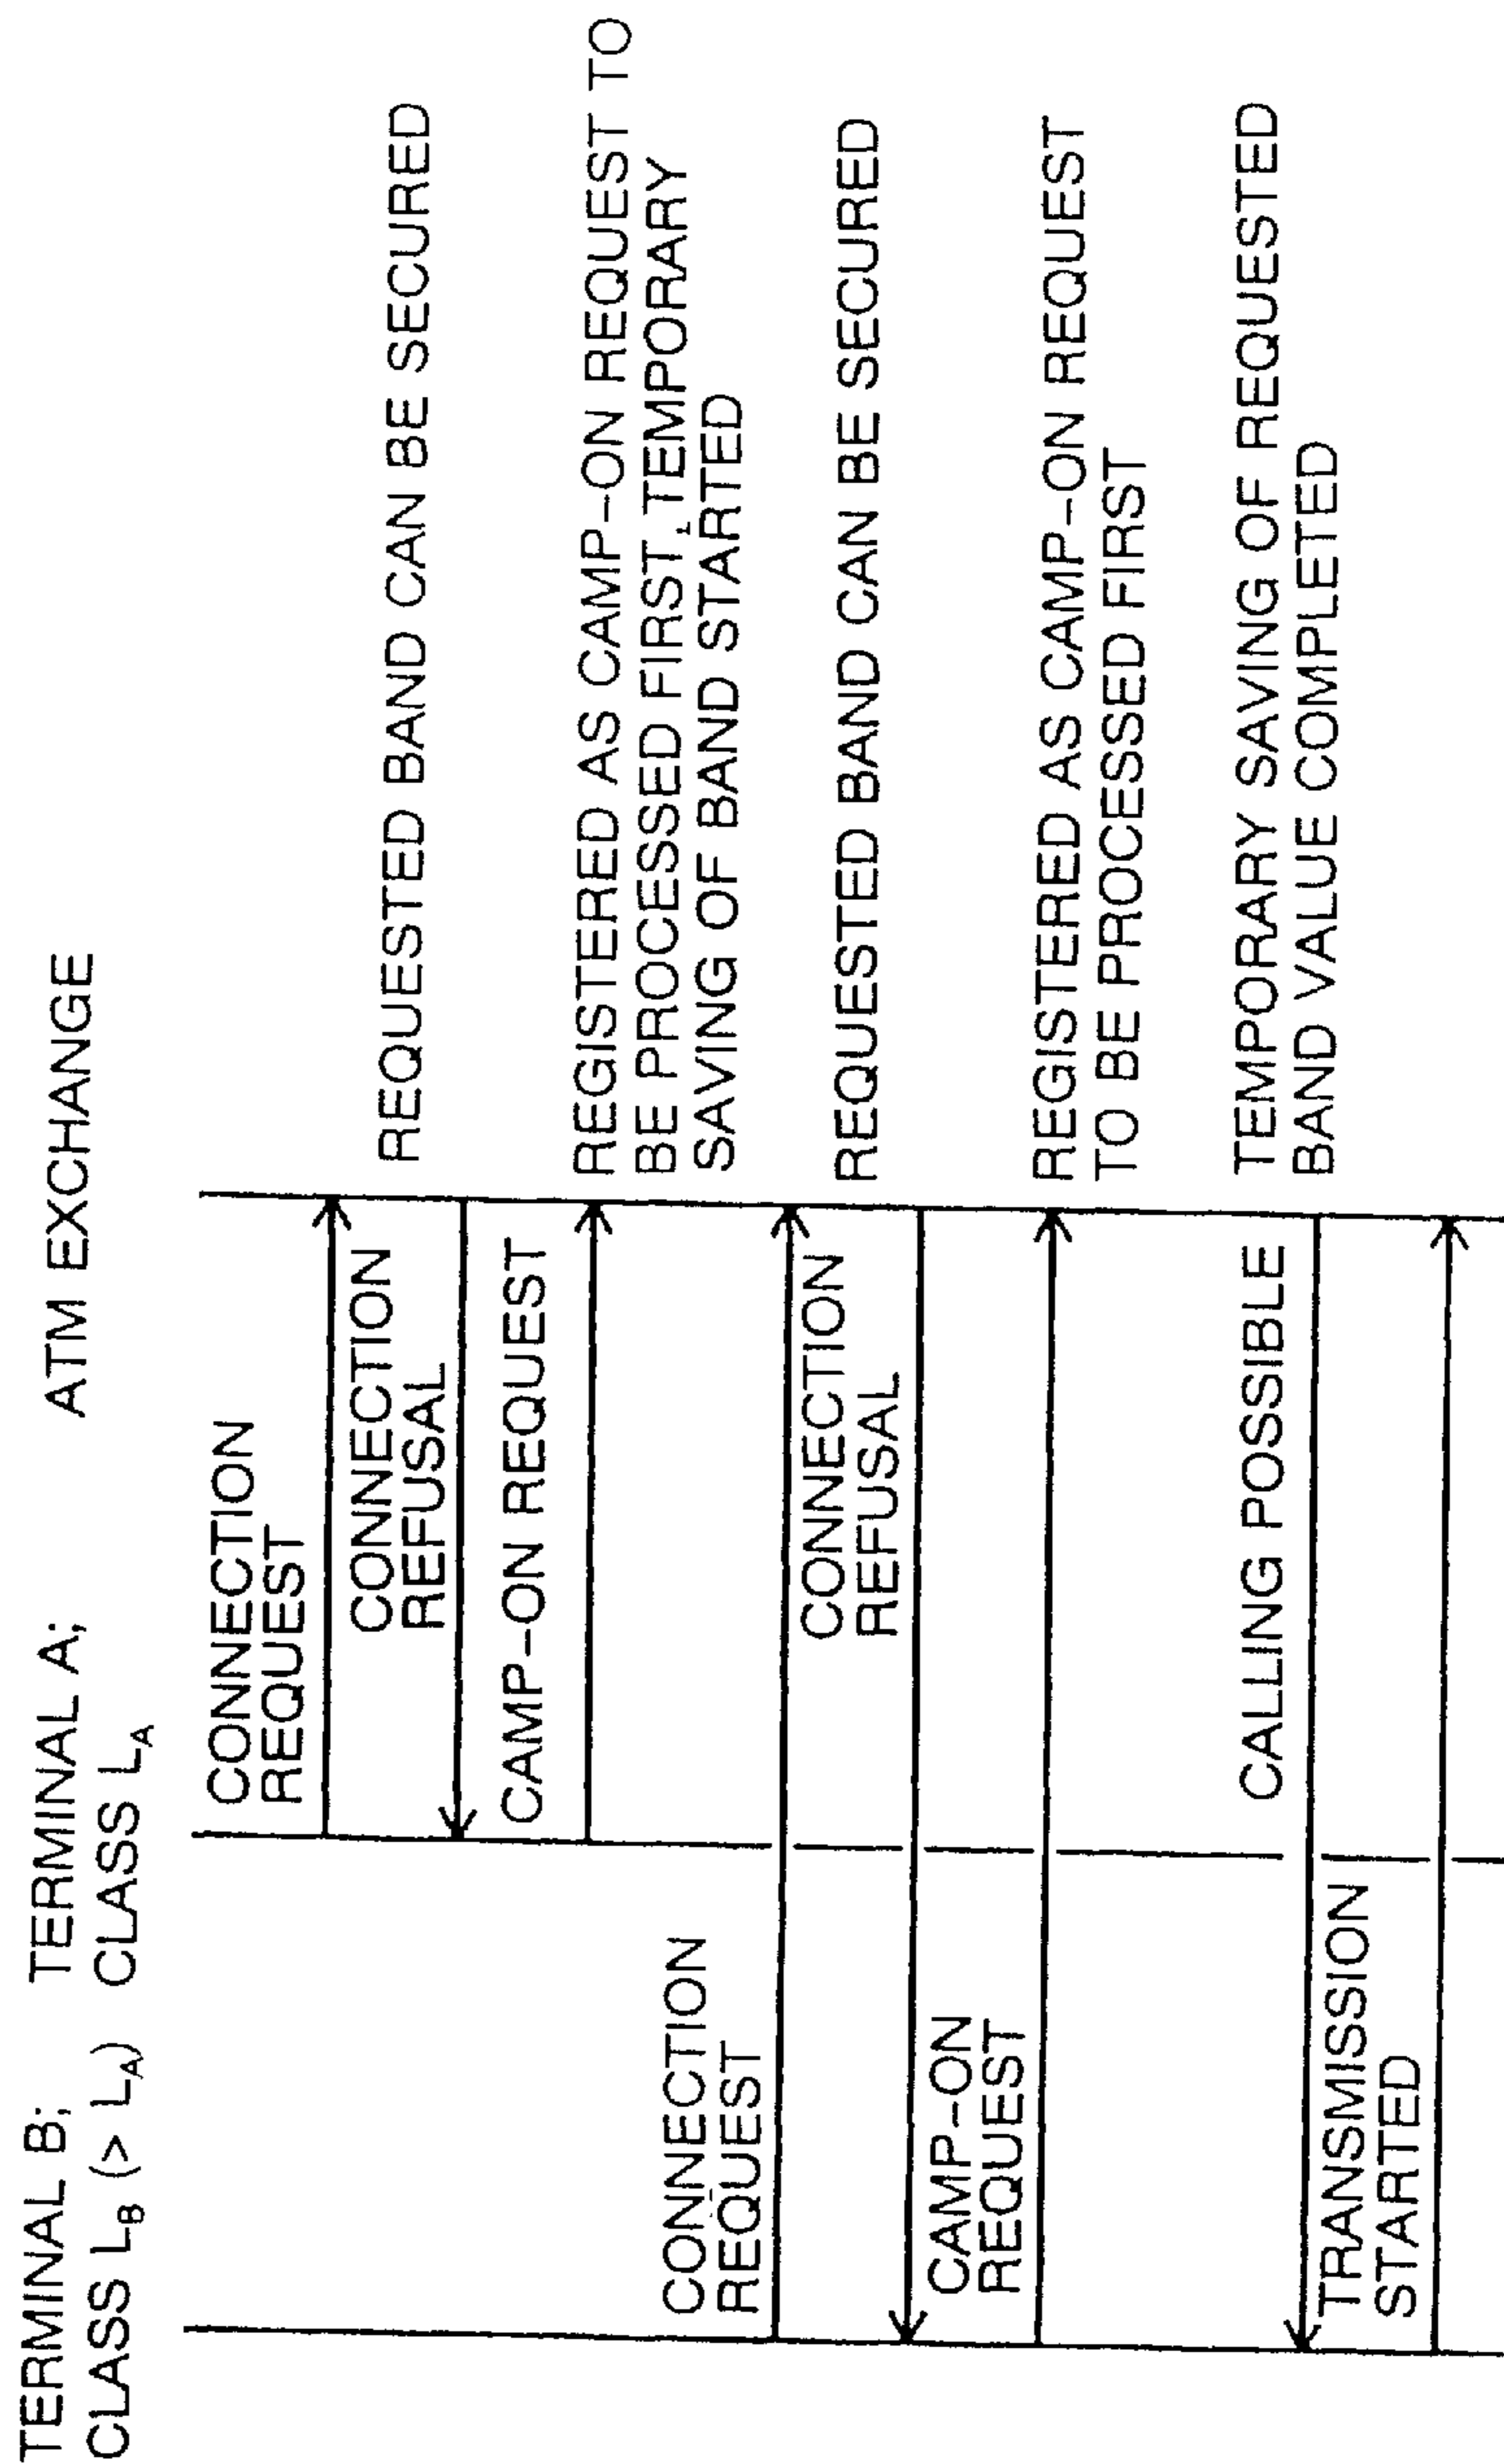 TERMINAL B;
CLASS L_B (> L_A)
TERMINAL A;
CLASS L_A
ATM EXCHANGE
CONNECTION
REQUEST
REQUESTED BAND CAN BE SECURED
CONNECTION
REFUSAL
CAMP-ON REQUEST
REGISTERED AS CAMP-ON REQUEST TO
BE PROCESSED FIRST, TEMPORARY
SAVING OF BAND STARTED
CONNECTION
REQUEST
REQUESTED BAND CAN BE SECURED
CONNECTION
REFUSAL
CAMP-ON
REQUEST
REGISTERED AS CAMP-ON REQUEST
TO BE PROCESSED FIRST
CALLING POSSIBLE
TEMPORARY SAVING OF REQUESTED
BAND VALUE COMPLETED
TRANSMISSION
STARTED